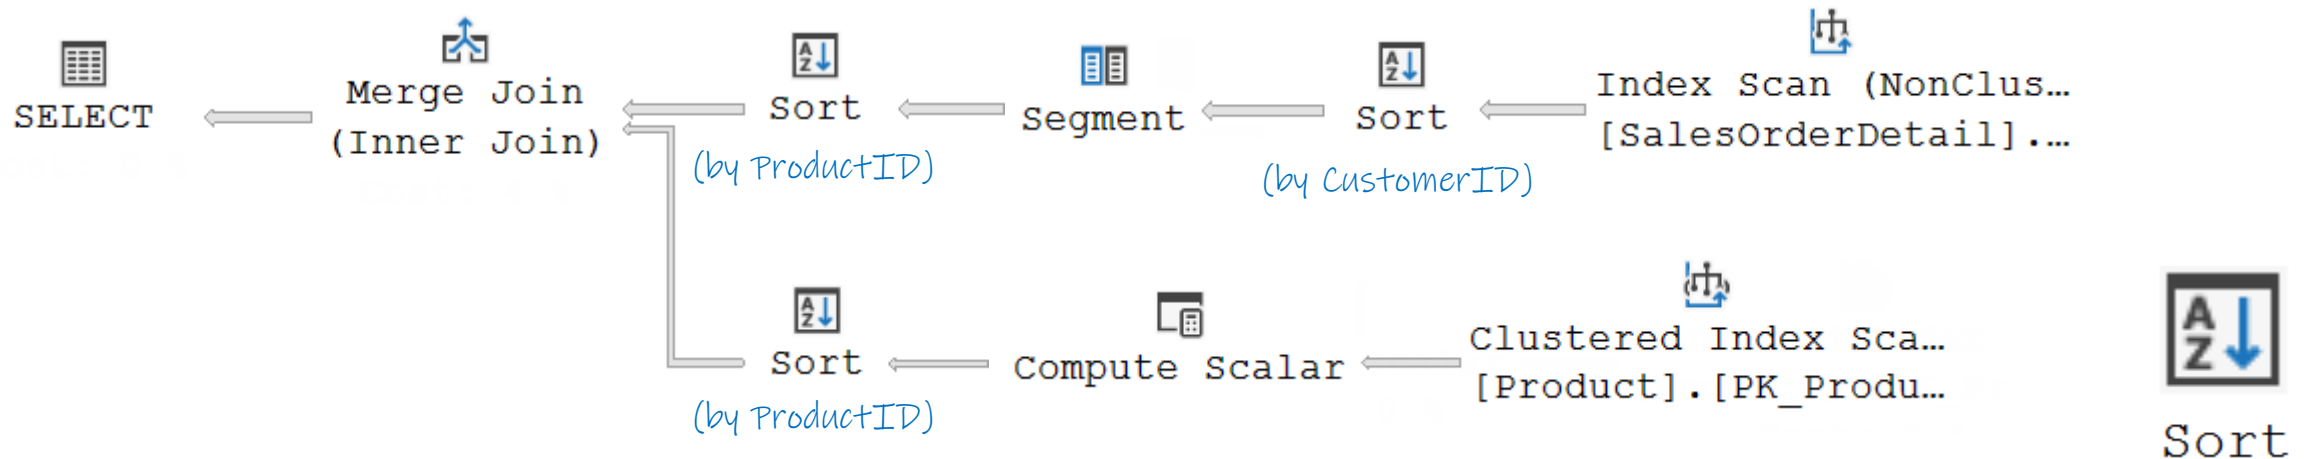 SELECT
Merge Join
(Inner Join)
Sort
(by ProductID)
Segment
Sort
(by CustomerID)
Index Scan (NonClus…
[SalesOrderDetail].…
Sort
(by ProductID)
Compute Scalar
Clustered Index Sca…
[Product].[PK_Produ…
Sort